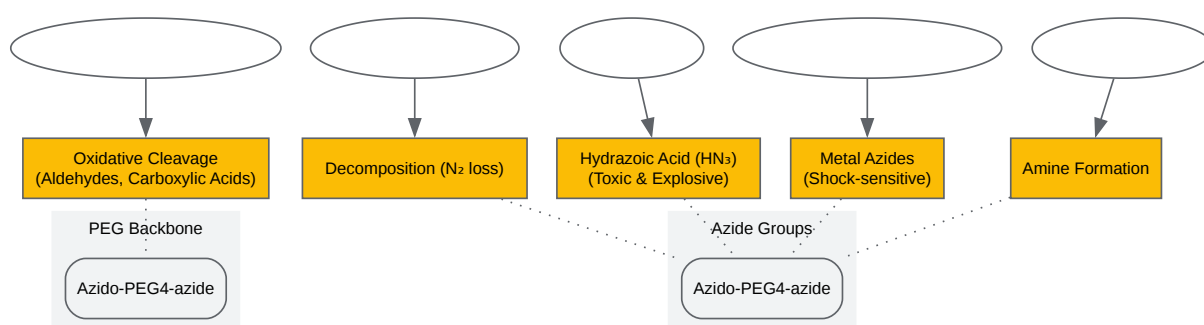 Oxidative Cleavage
(Aldehydes, Carboxylic Acids)
Decomposition (N₂ loss)
Hydrazoic Acid (HN₃)
(Toxic & Explosive)
Metal Azides
(Shock-sensitive)
Amine Formation
PEG Backbone
Azide Groups
Azido-PEG4-azide
Azido-PEG4-azide